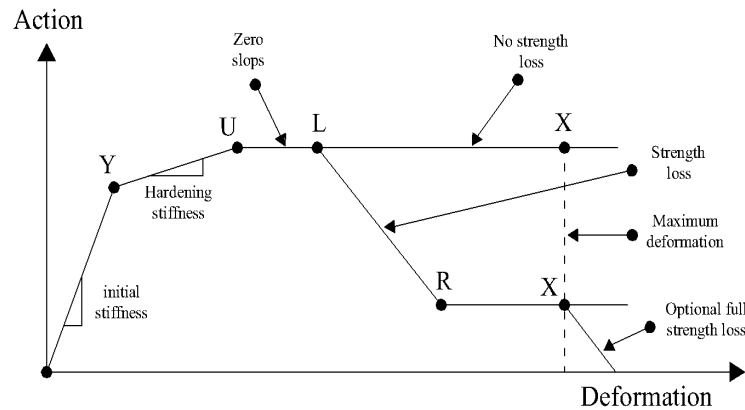 Action
Zero
slops
No strength
loss
U
L
X
Y
Strength
loss
Hardening
stiffness
Maximum
deformation
R
X
initial
stiffness
Optional full
strength loss
Deformation